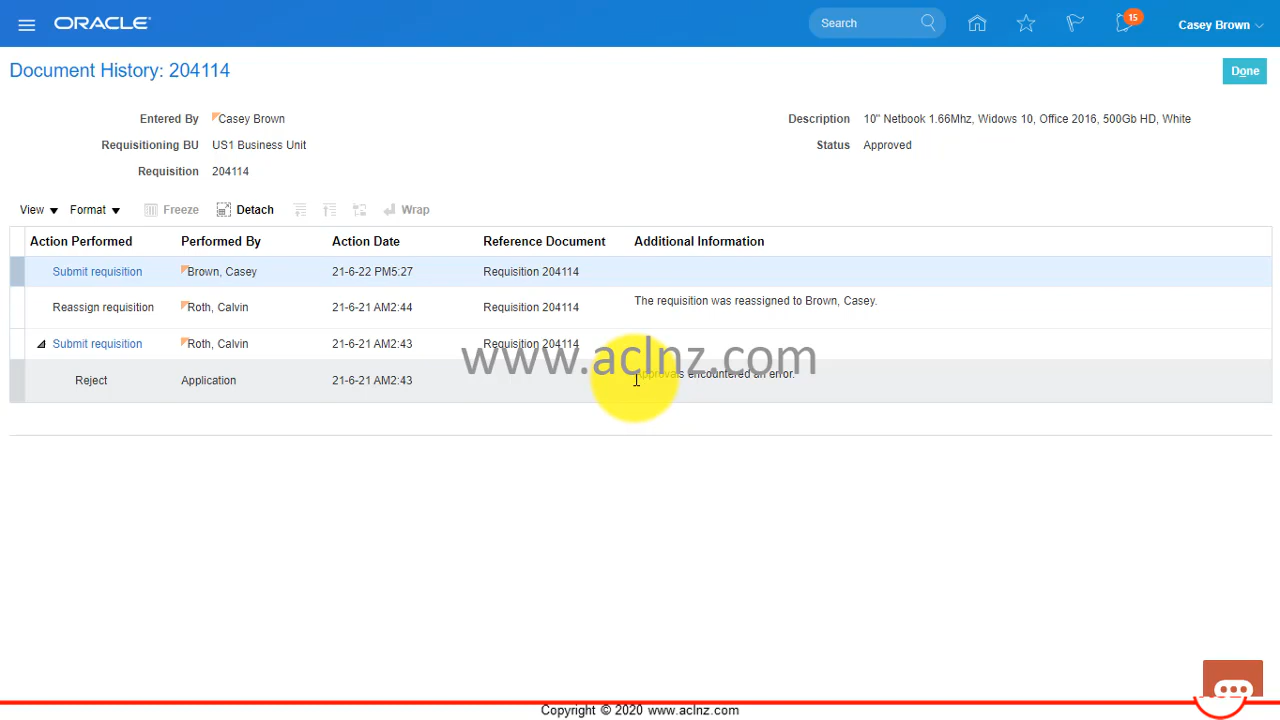 ORACLE
Search
15
Casey Brown
Document History: 204114
Done
Entered By Casey Brown
Description 10" Netbook 1.66Mhz, Widows 10, Office 2016, 500Gb HD, White
Requisitioning BU US1 Business Unit
Status Approved
Requisition 204114
View Format Freeze Detach Wrap
Action Performed Performed By Action Date Reference Document Additional Information
Submit requisition Brown, Casey 21-6-22 PM5:27 Requisition 204114
Reassign requisition Roth, Calvin 21-6-21 AM2:44 Requisition 204114 The requisition was reassigned to Brown, Casey.
Submit requisition Roth, Calvin 21-6-21 AM2:43 Requisition 204114
www.aclnz.com
Reject Application 21-6-21 AM2:43 Approvals encountered an error.
Copyright © 2020 www.aclnz.com